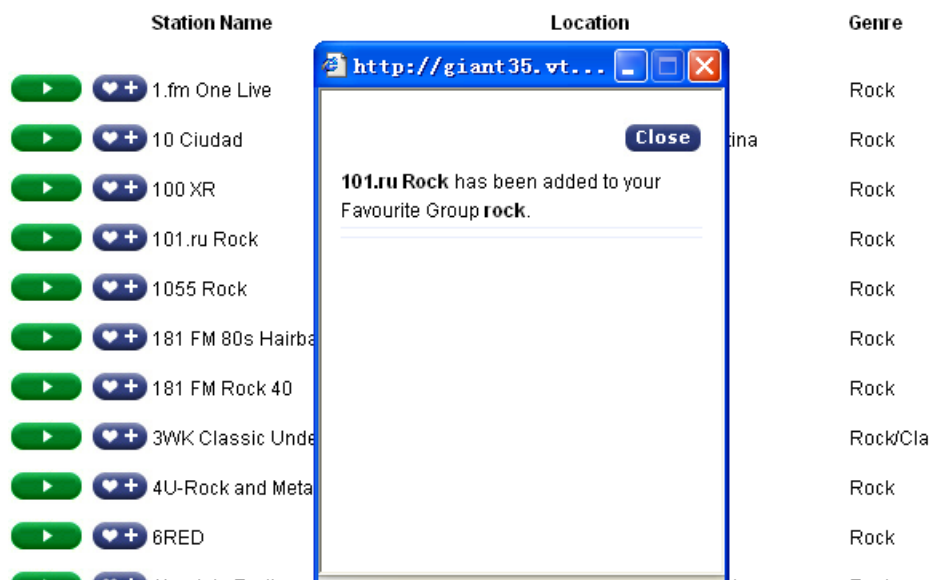 Station Name Location Genre
http://giant35.vt...
1.fm One Live Rock
Close
10 Ciudad tina Rock
101.ru Rock has been added to your
100 XR Rock
Favourite Group rock.
101.ru Rock Rock
1055 Rock Rock
181 FM 80s Hairba Rock
181 FM Rock 40 Rock
3WK Classic Unde Rock/Cla
4U-Rock and Meta Rock
6RED Rock